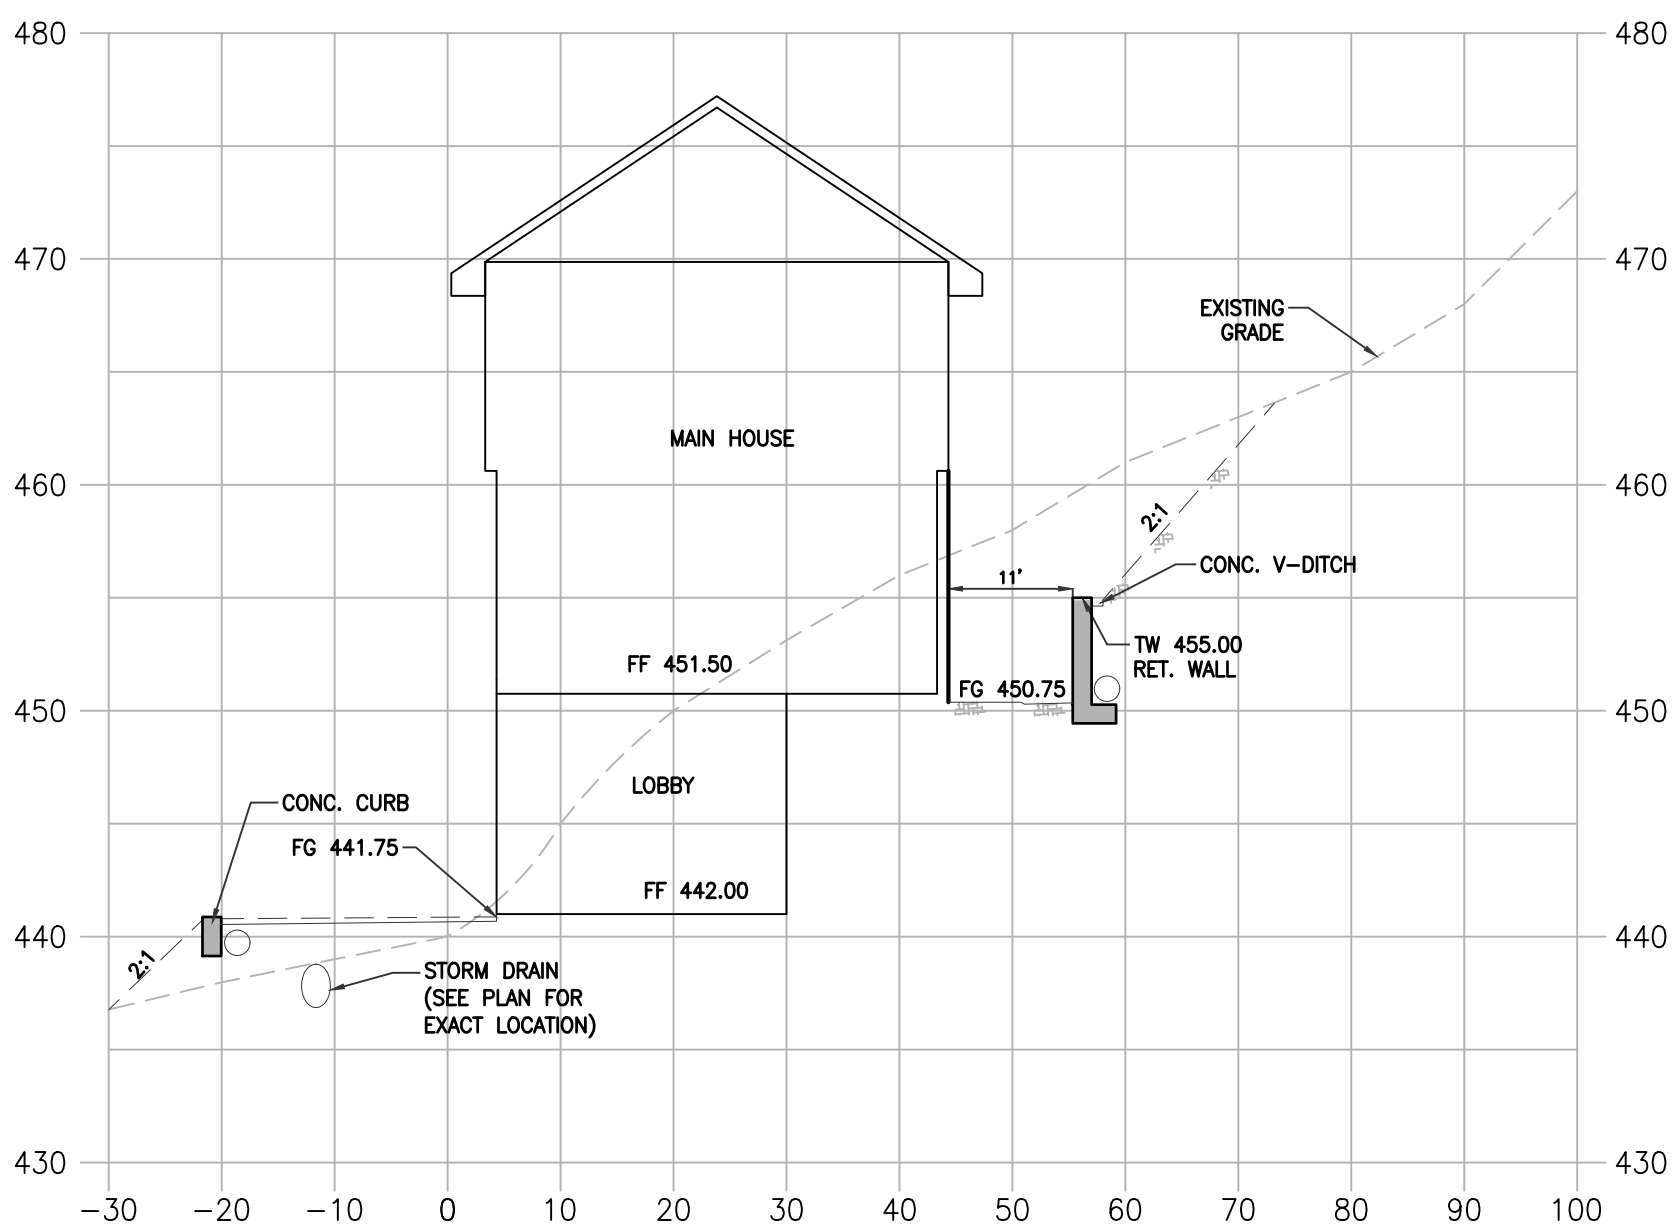 480
480
470
470
EXISTING
GRADE
MAIN HOUSE
460
460
2:1
CONC. V-DITCH
11'
TW 455.00
RET. WALL
FF 451.50
FG 450.75
450
450
LOBBY
CONC. CURB
FG 441.75
FF 442.00
440
440
2:1
STORM DRAIN
(SEE PLAN FOR
EXACT LOCATION)
430
430
-30 -20 -10 0 10 20 30 40 50 60 70 80 90 100